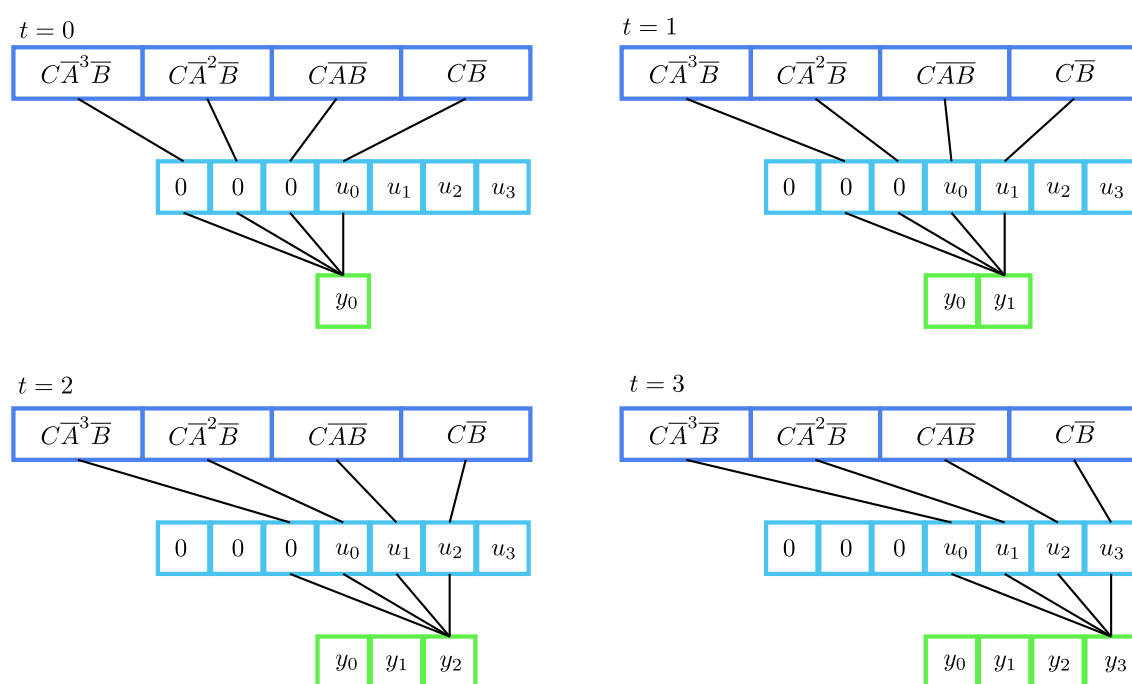 t = 0
CA̅³B̅ CA̅²B̅ CA̅B̅ CB̅
0 0 0 u₀ u₁ u₂ u₃
y₀
t = 1
CA̅³B̅ CA̅²B̅ CA̅B̅ CB̅
0 0 0 u₀ u₁ u₂ u₃
y₀ y₁
t = 2
CA̅³B̅ CA̅²B̅ CA̅B̅ CB̅
0 0 0 u₀ u₁ u₂ u₃
y₀ y₁ y₂
t = 3
CA̅³B̅ CA̅²B̅ CA̅B̅ CB̅
0 0 0 u₀ u₁ u₂ u₃
y₀ y₁ y₂ y₃